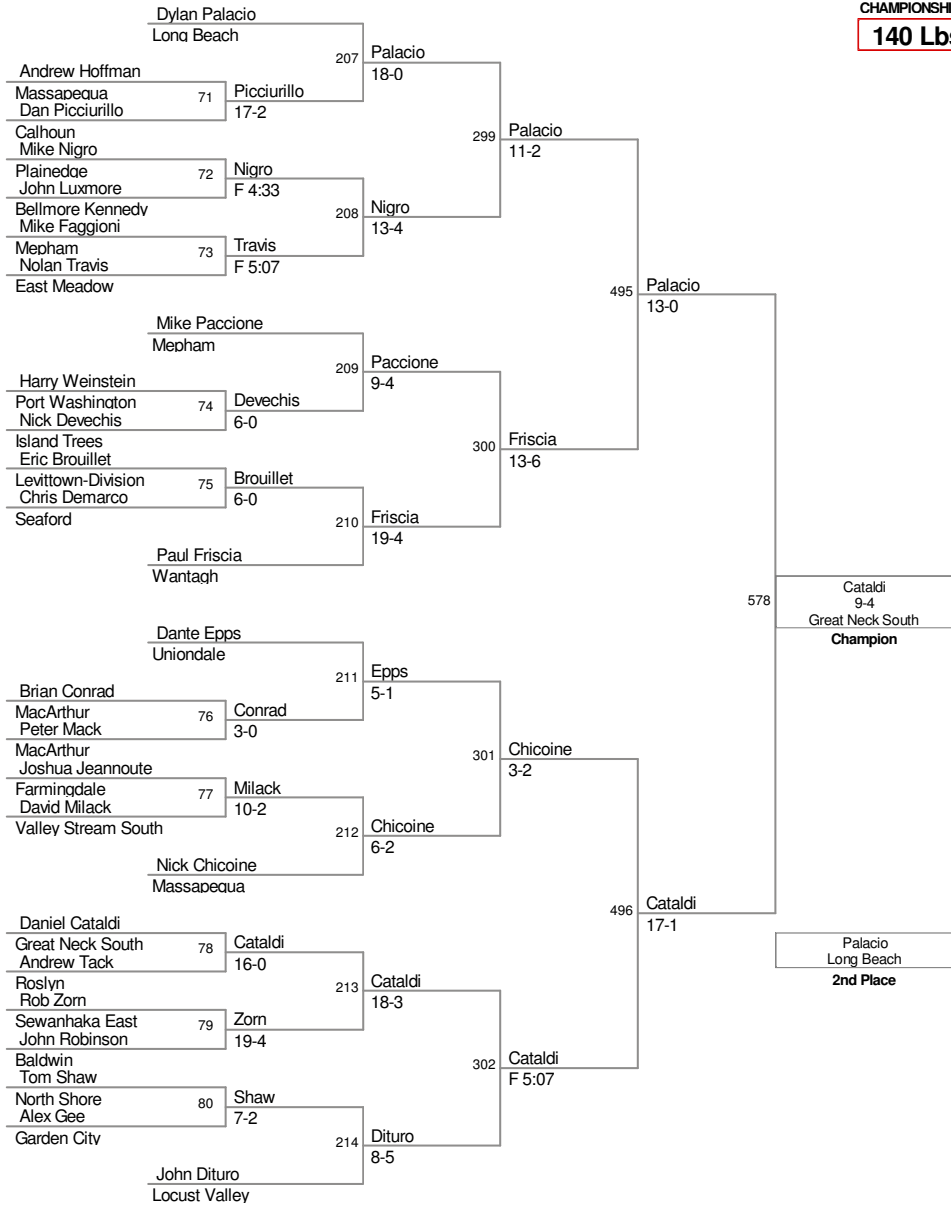 CHAMPIONSHI
140 Lbs
Dylan Palacio
Long Beach
207
Palacio
18-0
Andrew Hoffman
Massapequa
71
Picciurillo
17-2
Dan Picciurillo
Calhoun
299
Palacio
11-2
Mike Nigro
Plainedge
72
Nigro
F 4:33
John Luxmore
Bellmore Kennedy
208
Nigro
13-4
Mike Faggioni
Mepham
73
Travis
F 5:07
Nolan Travis
East Meadow
495
Palacio
13-0
Mike Paccione
Mepham
209
Paccione
9-4
Harry Weinstein
Port Washington
74
Devechis
6-0
Nick Devechis
Island Trees
300
Friscia
13-6
Eric Brouillet
Levittown-Division
75
Brouillet
6-0
Chris Demarco
Seaford
210
Friscia
19-4
Paul Friscia
Wantagh
578
Cataldi
9-4
Great Neck South
Champion
Dante Epps
Uniondale
211
Epps
5-1
Brian Conrad
MacArthur
76
Conrad
3-0
Peter Mack
MacArthur
301
Chicoine
3-2
Joshua Jeannoute
Farmingdale
77
Milack
10-2
David Milack
Valley Stream South
212
Chicoine
6-2
Nick Chicoine
Massapequa
496
Cataldi
17-1
Daniel Cataldi
Great Neck South
78
Cataldi
16-0
Andrew Tack
Roslyn
213
Cataldi
18-3
Rob Zorn
Sewanhaka East
79
Zorn
19-4
John Robinson
Baldwin
302
Cataldi
F 5:07
Tom Shaw
North Shore
80
Shaw
7-2
Alex Gee
Garden City
214
Dituro
8-5
John Dituro
Locust Valley
Palacio
Long Beach
2nd Place